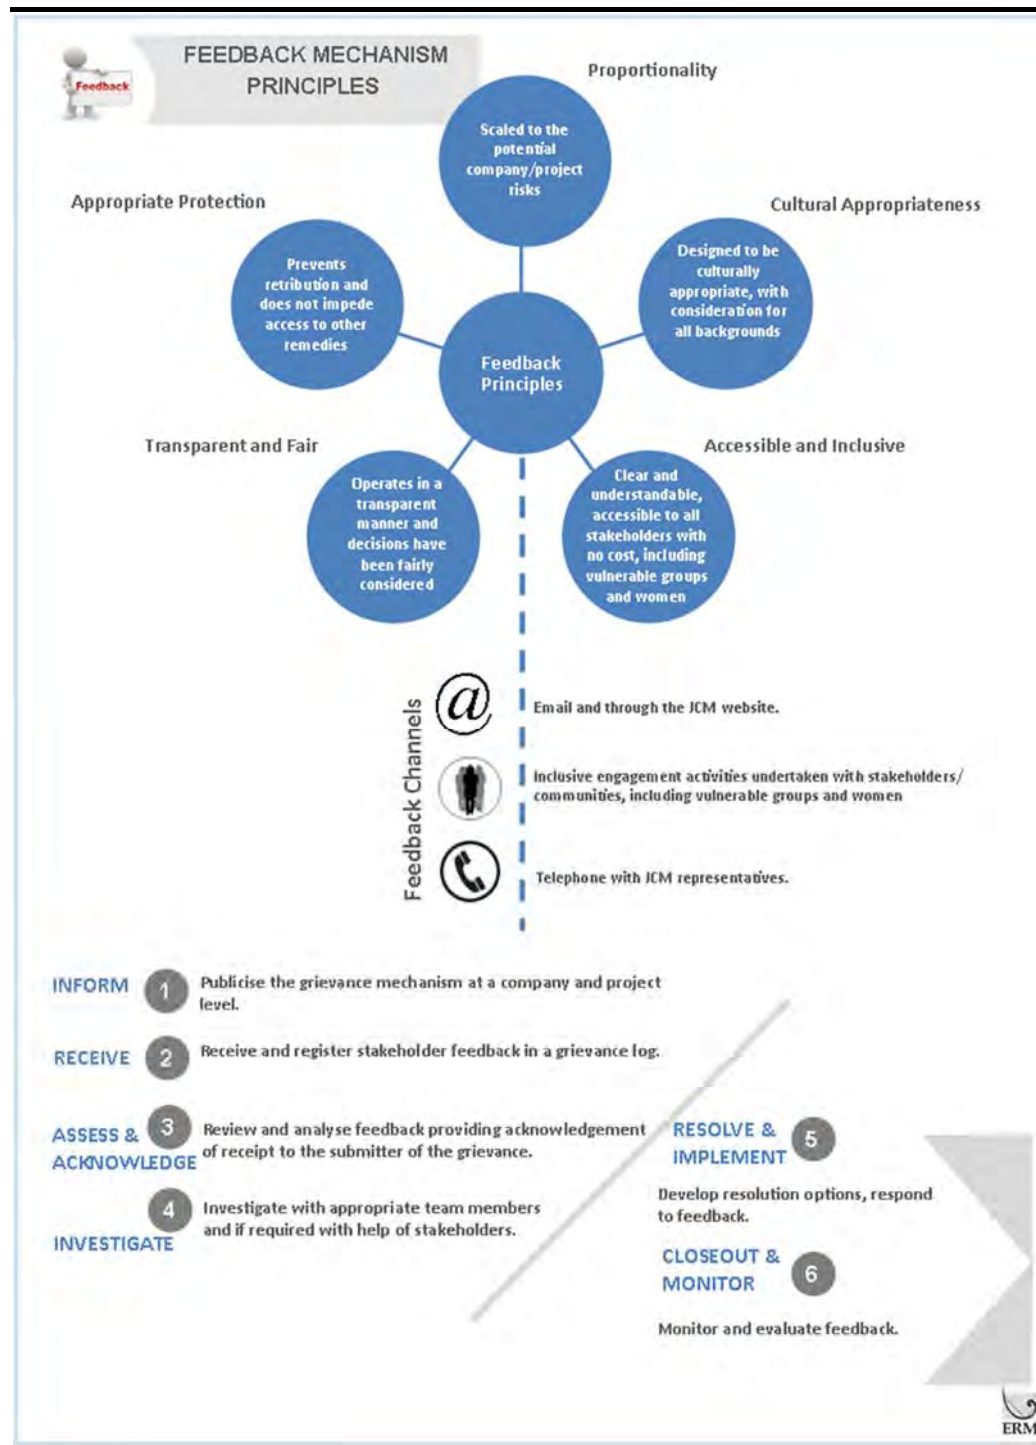 Feedback
FEEDBACK MECHANISM
PRINCIPLES
Proportionality
Scaled to the
potential
company/project
risks
Appropriate Protection
Prevents
retribution and
does not impede
access to other
remedies
Cultural Appropriateness
Designed to be
culturally
appropriate, with
consideration for
all backgrounds
Feedback
Principles
Transparent and Fair
Operates in a
transparent
manner and
decisions have
been fairly
considered
Accessible and Inclusive
Clear and
understandable,
accessible to all
stakeholders with
no cost, including
vulnerable groups
and women
Feedback Channels
@
Email and through the JCM website.
Inclusive engagement activities undertaken with stakeholders/
communities, including vulnerable groups and women
Telephone with JCM representatives.
INFORM 1
Publicise the grievance mechanism at a company and project
level.
RECEIVE 2
Receive and register stakeholder feedback in a grievance log.
ASSESS & 3
ACKNOWLEDGE
Review and analyse feedback providing acknowledgement
of receipt to the submitter of the grievance.
4
INVESTIGATE
Investigate with appropriate team members
and if required with help of stakeholders.
RESOLVE & 5
IMPLEMENT
Develop resolution options, respond
to feedback.
CLOSEOUT & 6
MONITOR
Monitor and evaluate feedback.
ERM